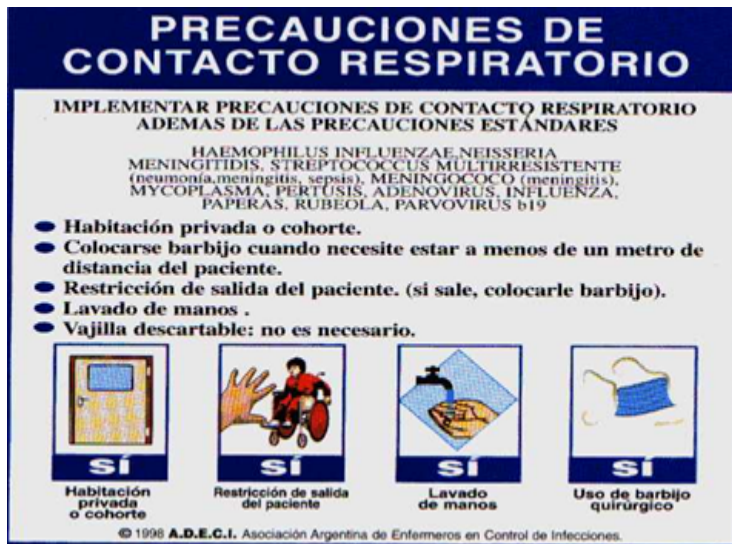 PRECAUCIONES DE
CONTACTO RESPIRATORIO
IMPLEMENTAR PRECAUCIONES DE CONTACTO RESPIRATORIO
ADEMAS DE LAS PRECAUCIONES ESTÁNDARES
HAEMOPHILUS INFLUENZAE,NEISSERIA
MENINGITIDIS, STREPTOCOCCUS MULTIRRESISTENTE
(neumonía,meningitis, sepsis), MENINGOCOCO (meningitis),
MYCOPLASMA, PERTUSIS, ADENOVIRUS, INFLUENZA,
PAPERAS, RUBEOLA, PARVOVIRUS b19
Habitación privada o cohorte.
Colocarse barbijo cuando necesite estar a menos de un metro de
distancia del paciente.
Restricción de salida del paciente. (si sale, colocarle barbijo).
Lavado de manos .
Vajilla descartable: no es necesario.
SÍ SÍ SÍ SÍ
Habitación
privada
o cohorte
Restricción de salida
del paciente
Lavado
de manos
Uso de barbijo
quirúrgico
© 1998 A.D.E.C.I. Asociación Argentina de Enfermeros en Control de Infecciones.